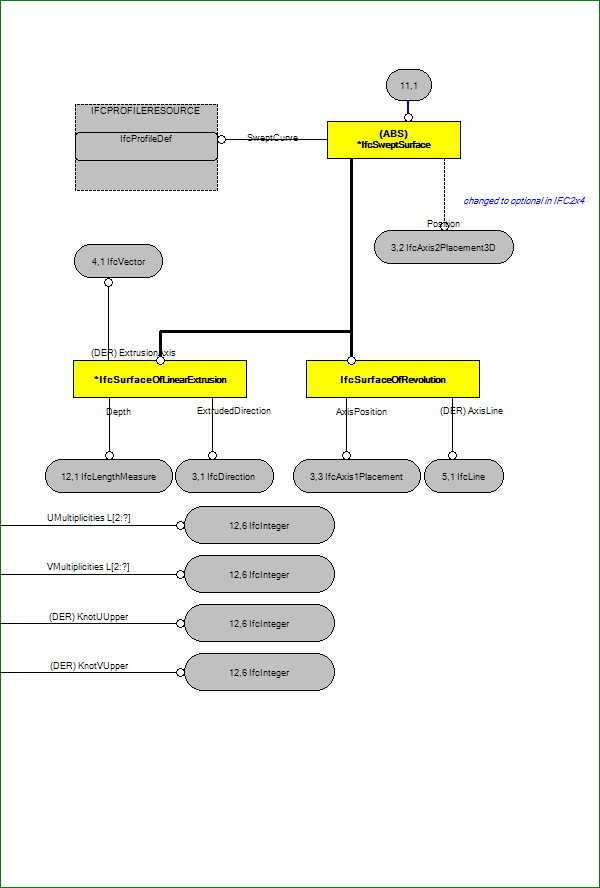 11,1
IFCPROFILERESOURCE
IfcProfileDef
SweptCurve
(ABS)
*IfcSweptSurface
changed to optional in IFC2x4
Position
3,2 IfcAxis2Placement3D
4,1 IfcVector
(DER) ExtrusionAxis
*IfcSurfaceOfLinearExtrusion
IfcSurfaceOfRevolution
Depth
ExtrudedDirection
AxisPosition
(DER) AxisLine
12,1 IfcLengthMeasure
3,1 IfcDirection
3,3 IfcAxis1Placement
5,1 IfcLine
UMultiplicities L[2:?]
12,6 IfcInteger
VMultiplicities L[2:?]
12,6 IfcInteger
(DER) KnotUUpper
12,6 IfcInteger
(DER) KnotVUpper
12,6 IfcInteger